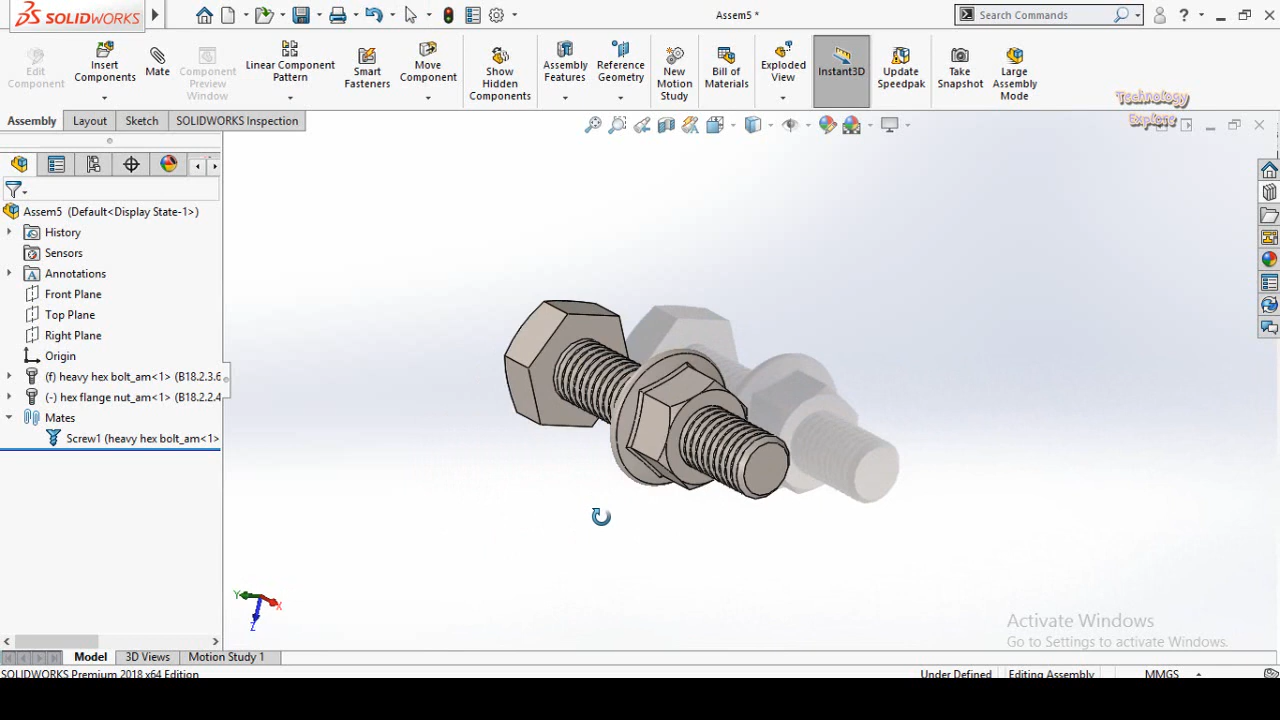 SOLIDWORKS
Assem5 *
Search Commands
?
Edit Component
Insert Components
Mate
Component Preview Window
Linear Component Pattern
Smart Fasteners
Move Component
Show Hidden Components
Assembly Features
Reference Geometry
New Motion Study
Bill of Materials
Exploded View
Instant3D
Update Speedpak
Take Snapshot
Large Assembly Mode
Technology
Explore
Assembly
Layout
Sketch
SOLIDWORKS Inspection
Assem5 (Default<Display State-1>)
History
Sensors
Annotations
Front Plane
Top Plane
Right Plane
Origin
(f) heavy hex bolt_am<1> (B18.2.3.6
(-) hex flange nut_am<1> (B18.2.2.4
Mates
Screw1 (heavy hex bolt_am<1>
Y
X
Z
Activate Windows
Go to Settings to activate Windows.
Model
3D Views
Motion Study 1
SOLIDWORKS Premium 2018 x64 Edition
Under Defined
Editing Assembly
MMGS